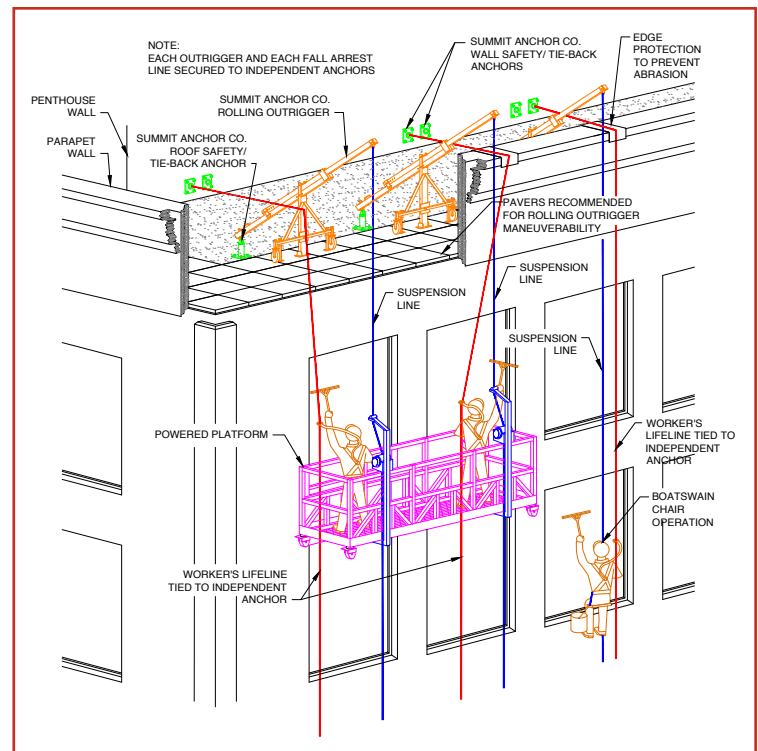 NOTE:
EACH OUTRIGGER AND EACH FALL ARREST
LINE SECURED TO INDEPENDENT ANCHORS
SUMMIT ANCHOR CO.
WALL SAFETY/ TIE-BACK
ANCHORS
EDGE
PROTECTION
TO PREVENT
ABRASION
PENTHOUSE
WALL
SUMMIT ANCHOR CO.
ROLLING OUTRIGGER
PARAPET
WALL
SUMMIT ANCHOR CO.
ROOF SAFETY/
TIE-BACK ANCHOR
PAVERS RECOMMENDED
FOR ROLLING OUTRIGGER
MANEUVERABILITY
SUSPENSION
LINE
SUSPENSION
LINE
SUSPENSION
LINE
POWERED PLATFORM
WORKER'S
LIFELINE TIED TO
INDEPENDENT
ANCHOR
BOATSWAIN
CHAIR
OPERATION
WORKER'S LIFELINE
TIED TO INDEPENDENT
ANCHOR